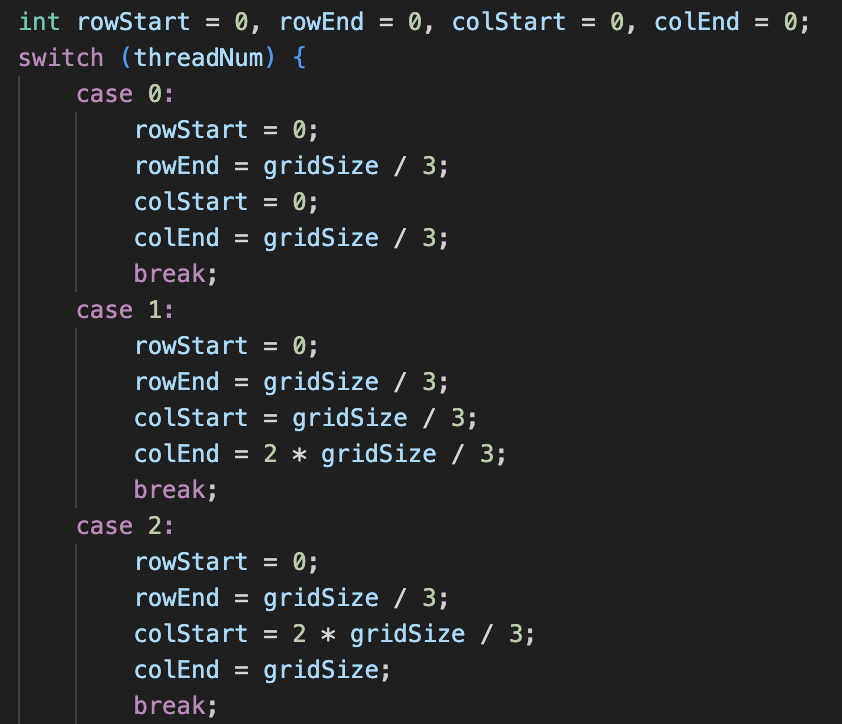 int rowStart = 0, rowEnd = 0, colStart = 0, colEnd = 0;
switch (threadNum) {
    case 0:
        rowStart = 0;
        rowEnd = gridSize / 3;
        colStart = 0;
        colEnd = gridSize / 3;
        break;
    case 1:
        rowStart = 0;
        rowEnd = gridSize / 3;
        colStart = gridSize / 3;
        colEnd = 2 * gridSize / 3;
        break;
    case 2:
        rowStart = 0;
        rowEnd = gridSize / 3;
        colStart = 2 * gridSize / 3;
        colEnd = gridSize;
        break;